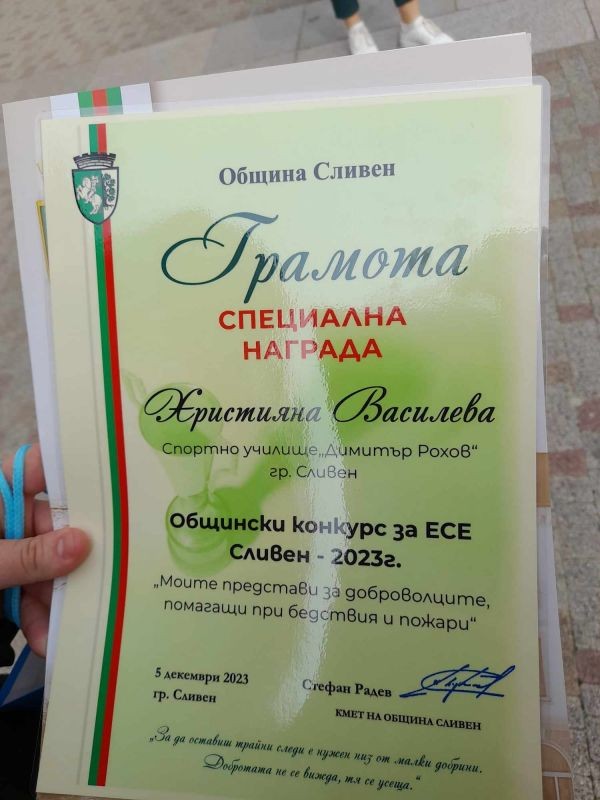 Община Сливен
Грамота
СПЕЦИАЛНА
НАГРАДА
Християна Василева
Спортно училище„Димитър Рохов“
гр. Сливен
Общински конкурс за ЕСЕ
Сливен - 2023г.
„Моите представи за доброволците,
помагащи при бедствия и пожари“
5 декември 2023
гр. Сливен
Стефан Радев
КМЕТ НА ОБЩИНА СЛИВЕН
„За да оставиш трайни следи е нужен низ от малки добрини.
Добротата не се вижда, тя се усеща.“